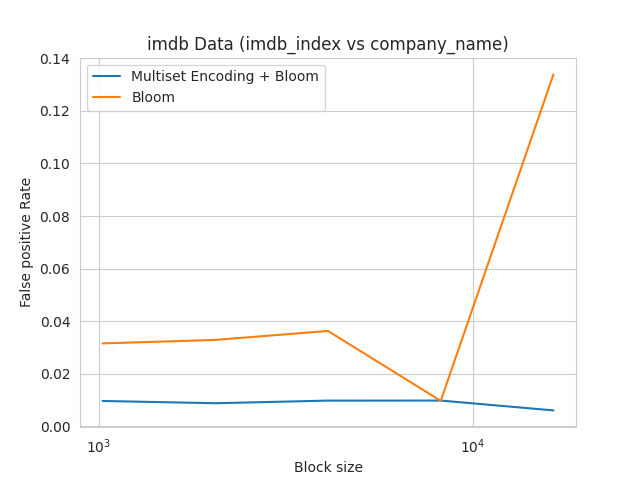 imdb Data (imdb_index vs company_name)
Multiset Encoding + Bloom
Bloom
0.14
0.12
0.10
0.08
0.06
0.04
0.02
0.00
False positive Rate
10³
10⁴
Block size